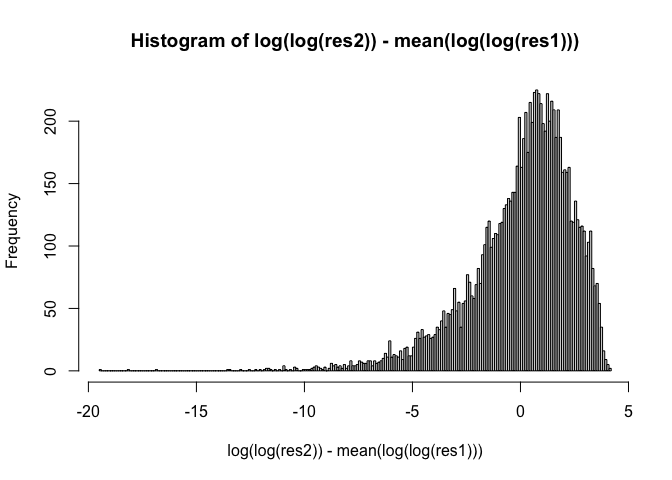 Histogram of log(log(res2)) - mean(log(log(res1)))
Frequency
200
150
100
50
0
-20 -15 -10 -5 0 5
log(log(res2)) - mean(log(log(res1)))